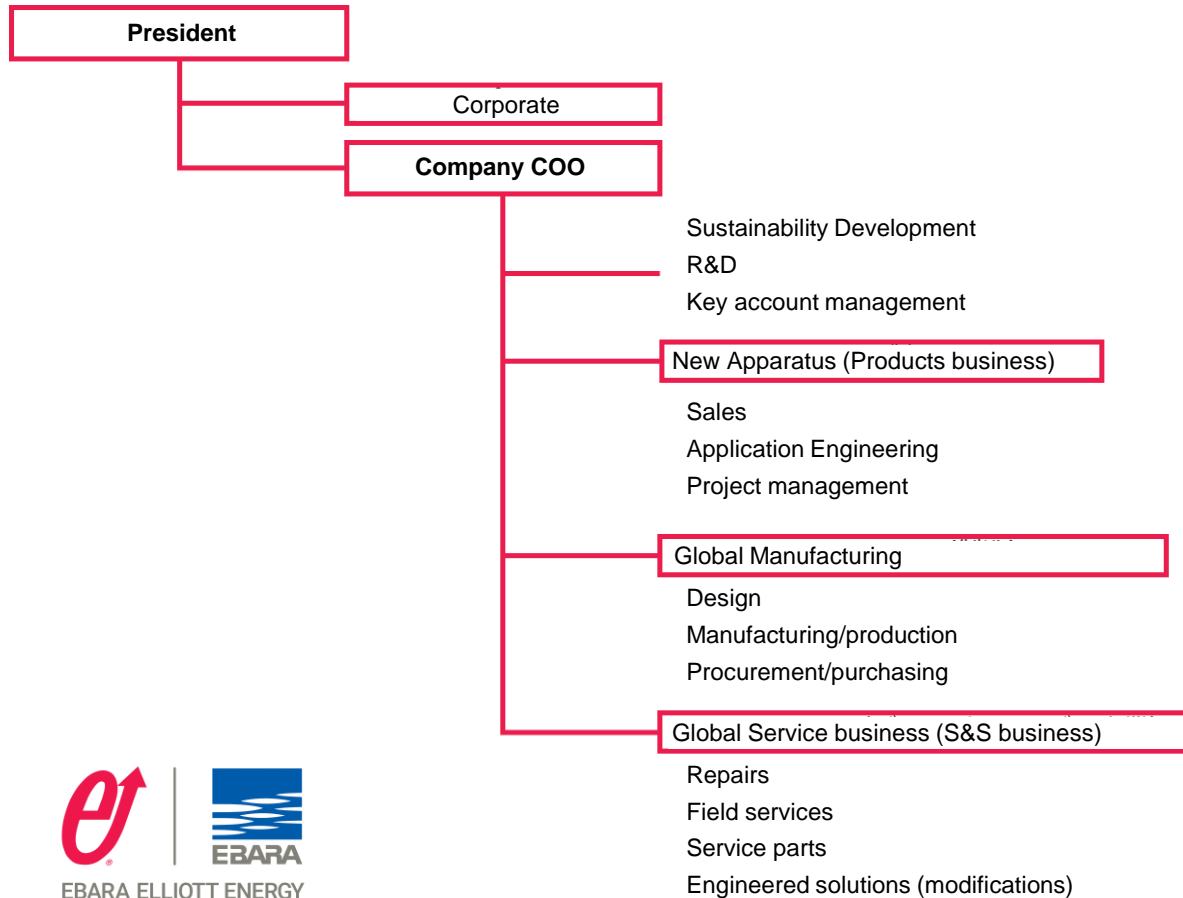 President
Corporate
Company COO
Sustainability Development
R&D
Key account management
New Apparatus (Products business)
Sales
Application Engineering
Project management
Global Manufacturing
Design
Manufacturing/production
Procurement/purchasing
Global Service business (S&S business)
Repairs
Field services
Service parts
Engineered solutions (modifications)
EBARA
EBARA ELLIOTT ENERGY